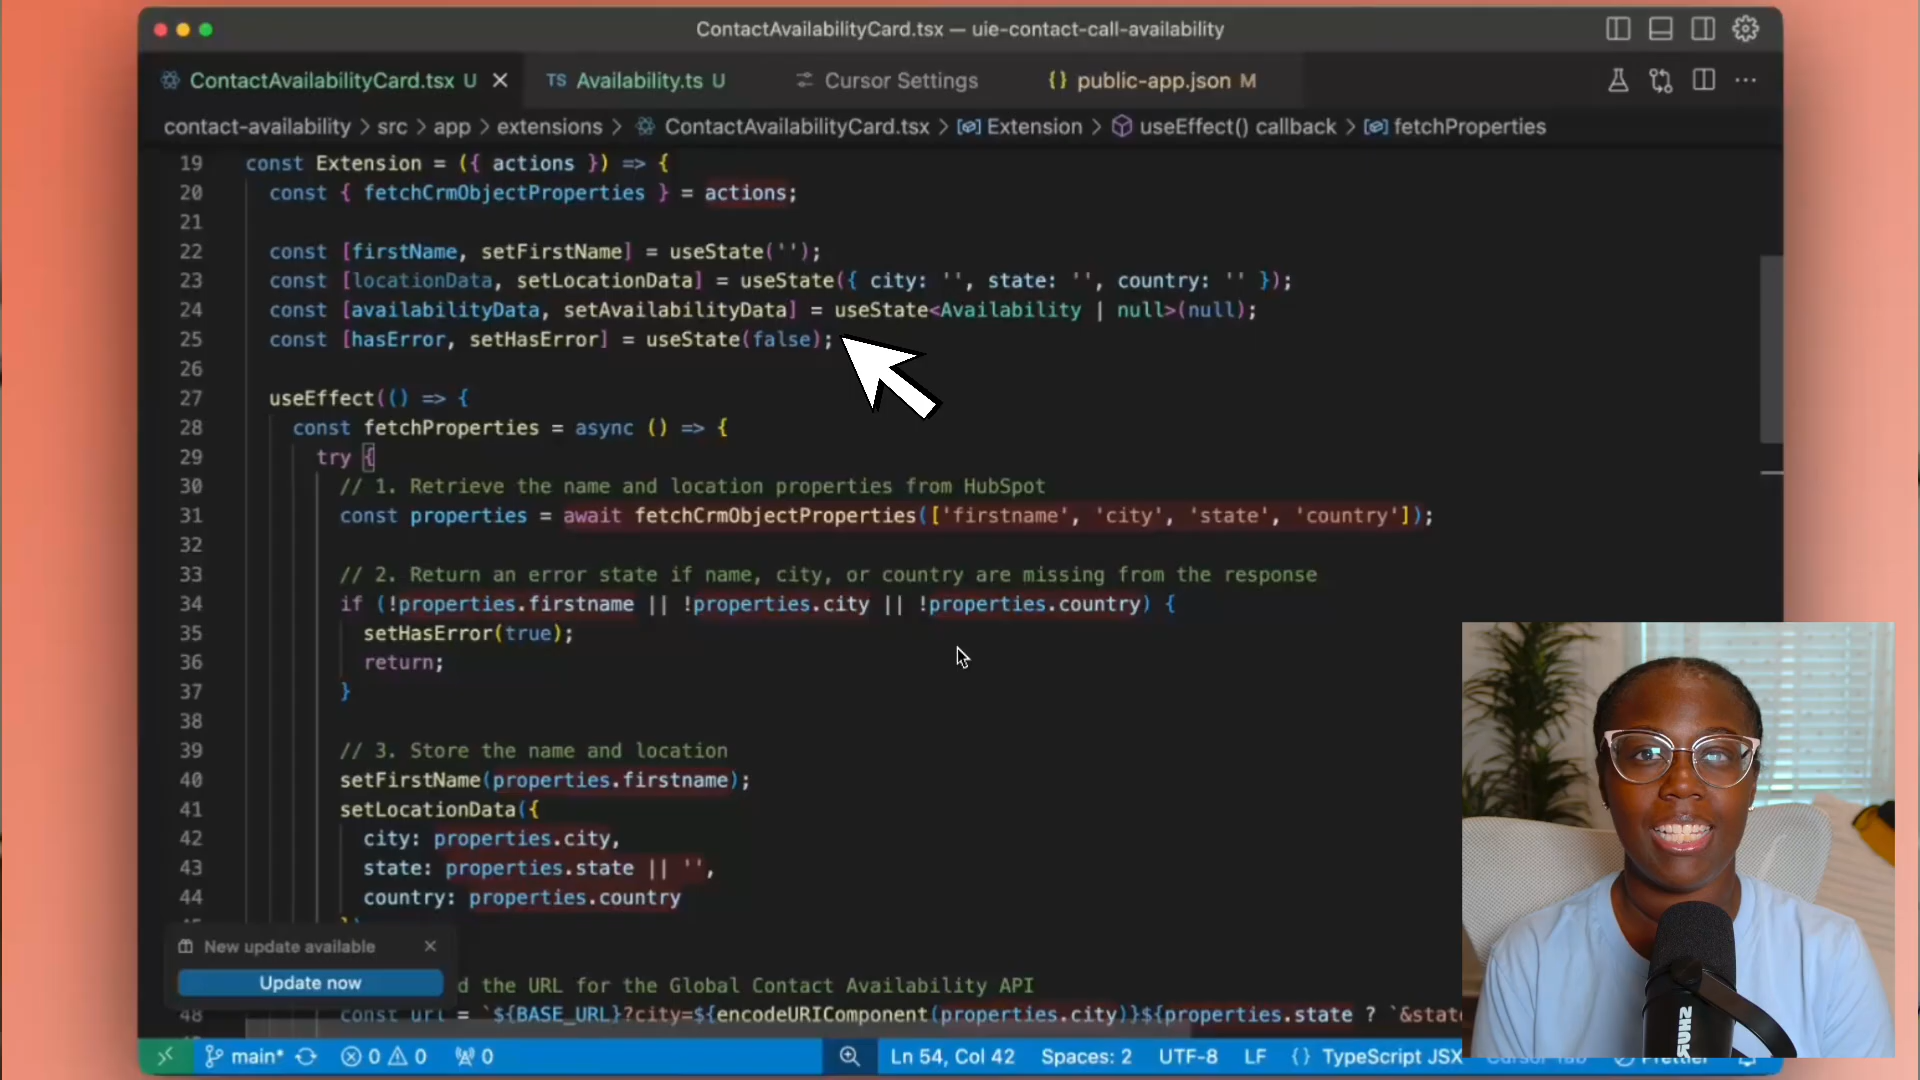 ContactAvailabilityCard.tsx — uie-contact-call-availability
ContactAvailabilityCard.tsx U
TS Availability.ts U
Cursor Settings
{} public-app.json M
contact-availability > src > app > extensions > ContactAvailabilityCard.tsx > Extension > useEffect() callback > fetchProperties
19 const Extension = ({ actions }) => {
20 const { fetchCrmObjectProperties } = actions;
21
22 const [firstName, setFirstName] = useState('');
23 const [locationData, setLocationData] = useState({ city: '', state: '', country: '' });
24 const [availabilityData, setAvailabilityData] = useState<Availability | null>(null);
25 const [hasError, setHasError] = useState(false);
26
27 useEffect(() => {
28 const fetchProperties = async () => {
29 try {
30 // 1. Retrieve the name and location properties from HubSpot
31 const properties = await fetchCrmObjectProperties(['firstname', 'city', 'state', 'country']);
32
33 // 2. Return an error state if name, city, or country are missing from the response
34 if (!properties.firstname || !properties.city || !properties.country) {
35 setHasError(true);
36 return;
37 }
38
39 // 3. Store the name and location
40 setFirstName(properties.firstname);
41 setLocationData({
42 city: properties.city,
43 state: properties.state || '',
44 country: properties.country
New update available
Update now
d the URL for the Global Contact Availability API
48 const url = `${BASE_URL}?city=${encodeURIComponent(properties.city)}${properties.state ? `&stat
main* 0 0 0 Ln 54, Col 42 Spaces: 2 UTF-8 LF {} TypeScript JSX Cursor Tab Prettier
SHURE